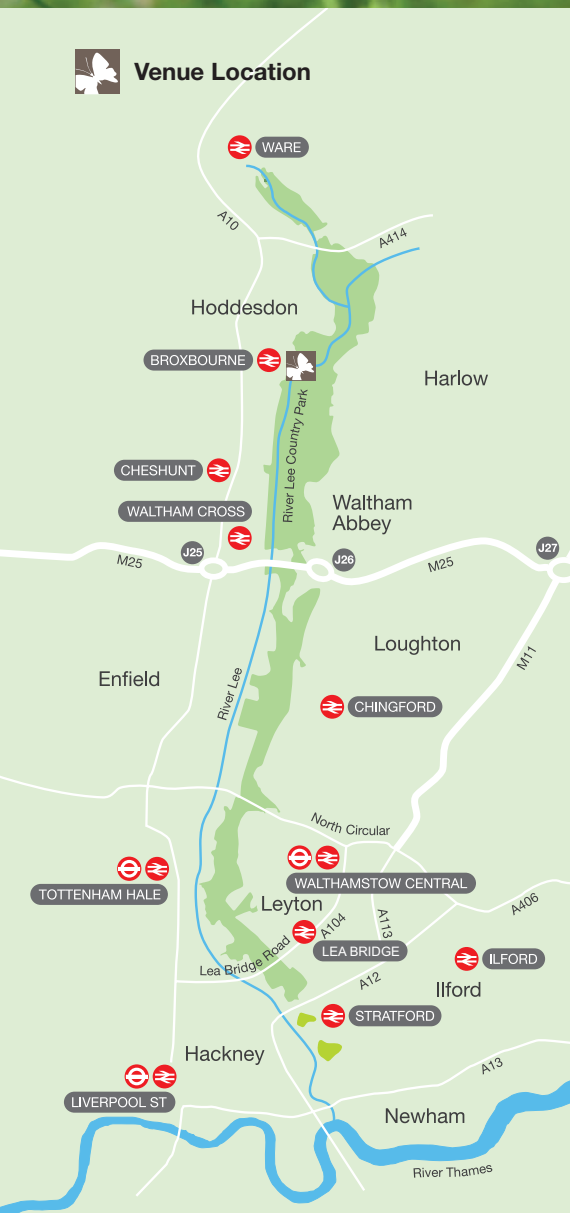 Venue Location
WARE
A10
A414
Hoddesdon
BROXBOURNE
Harlow
River Lee Country Park
CHESHUNT
WALTHAM CROSS
Waltham
Abbey
J25
J26
J27
M25
M25
M11
Loughton
Enfield
River Lee
CHINGFORD
North Circular
WALTHAMSTOW CENTRAL
TOTTENHAM HALE
Leyton
A104
A113
A406
LEA BRIDGE
Lea Bridge Road
ILFORD
Ilford
A12
STRATFORD
Hackney
A13
LIVERPOOL ST
Newham
River Thames